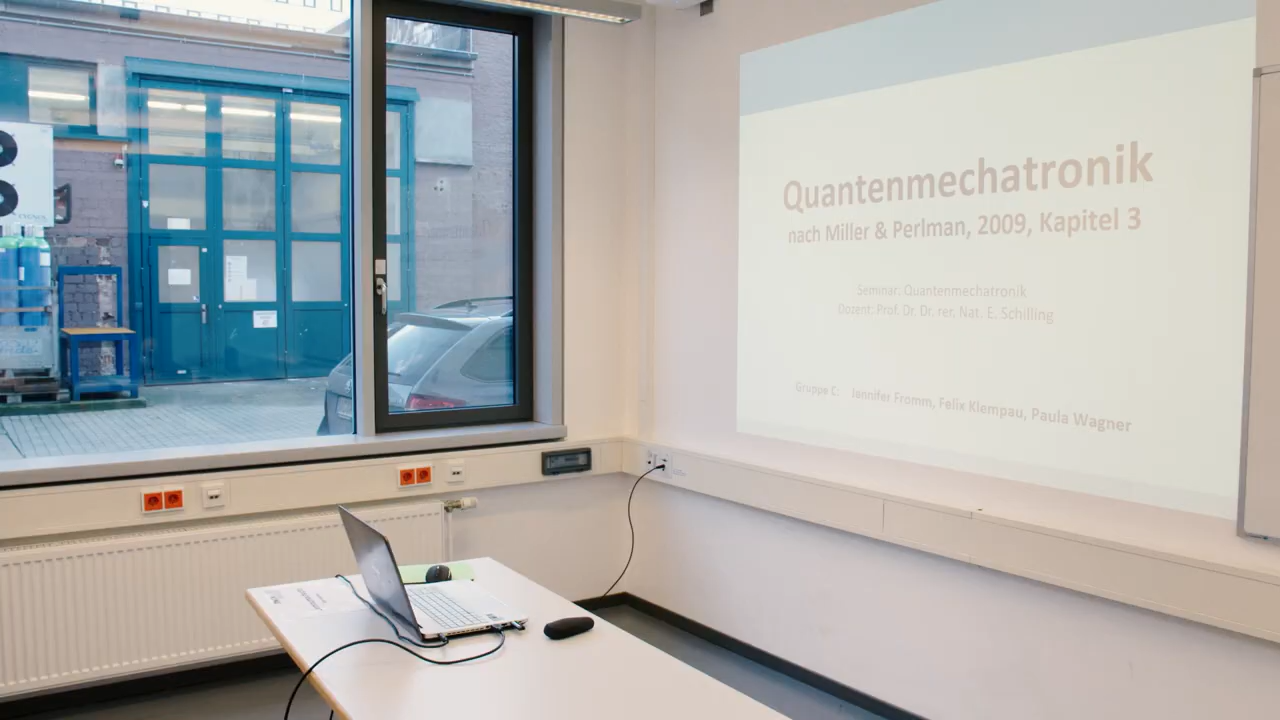 Quantenmechatronik
nach Miller & Perlman, 2009, Kapitel 3
Seminar: Quantenmechatronik
Dozent: Prof. Dr. Dr. rer. Nat. E. Schilling
Gruppe C: Jennifer Fromm, Felix Klempau, Paula Wagner